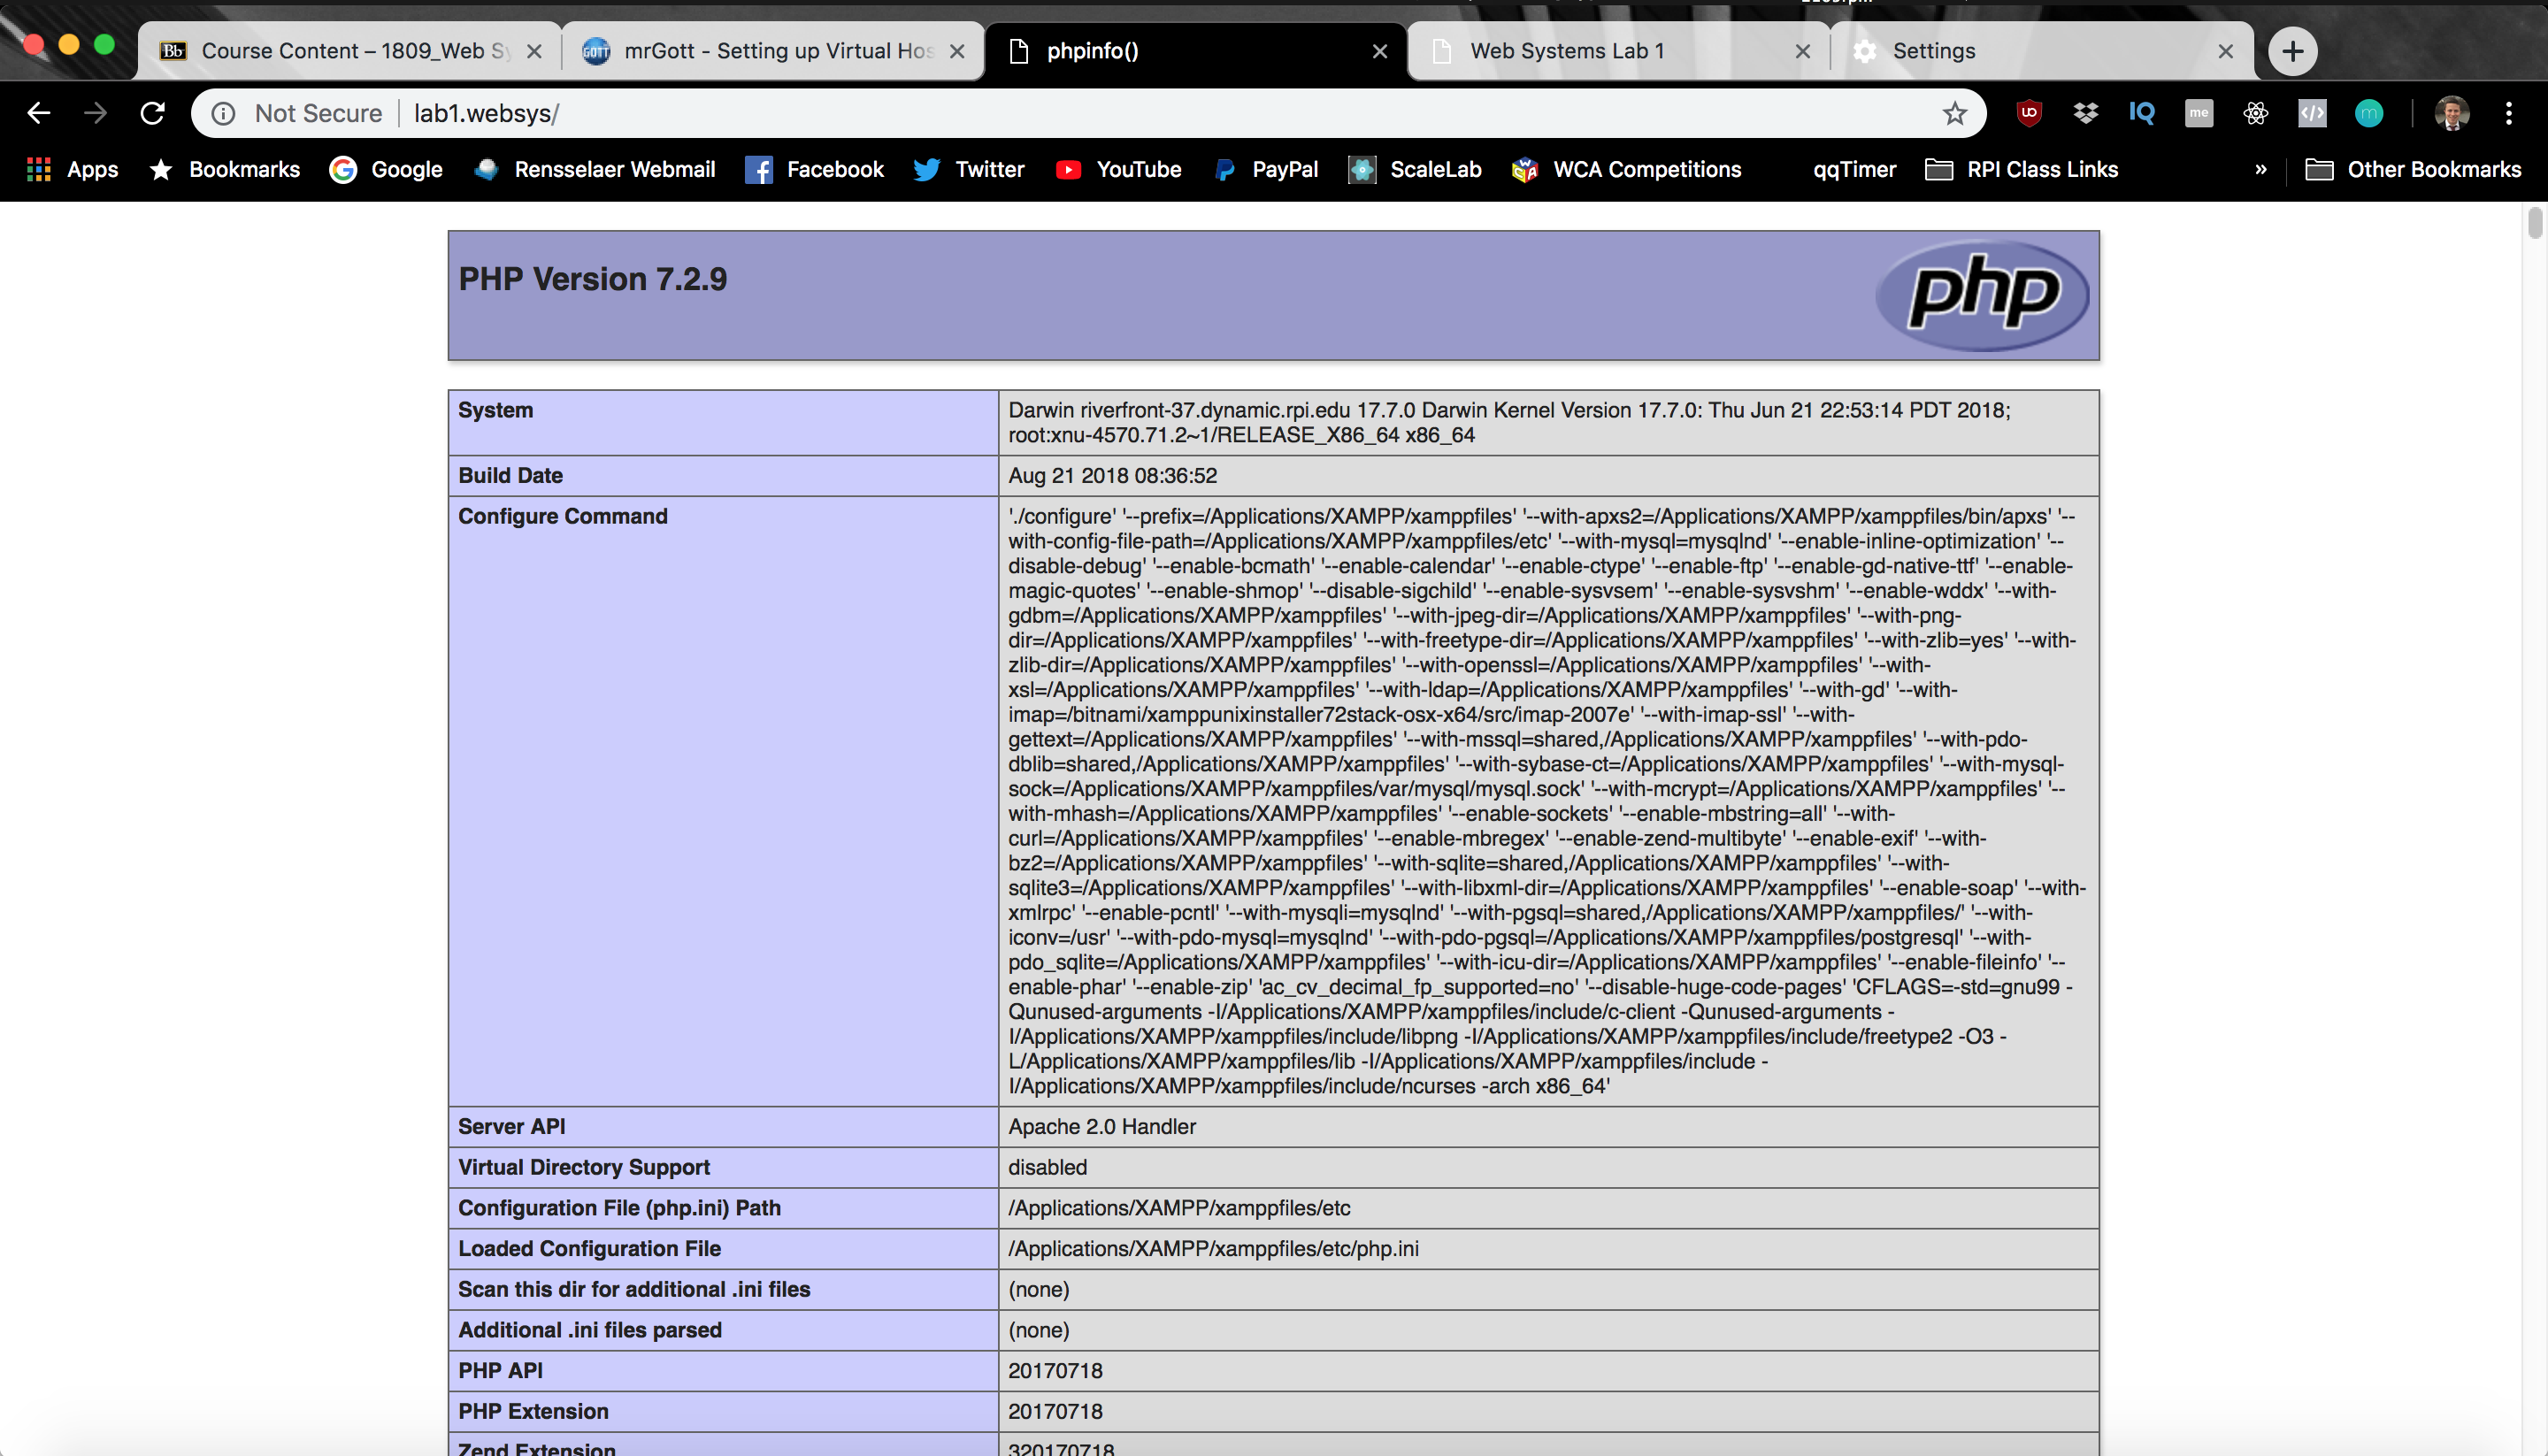 Course Content – 1809_Web Sy
mrGott - Setting up Virtual Hos
phpinfo()
Web Systems Lab 1
Settings
Not Secure lab1.websys/
Apps Bookmarks Google Rensselaer Webmail Facebook Twitter YouTube PayPal ScaleLab WCA Competitions qqTimer RPI Class Links » Other Bookmarks
PHP Version 7.2.9
php
System
Darwin riverfront-37.dynamic.rpi.edu 17.7.0 Darwin Kernel Version 17.7.0: Thu Jun 21 22:53:14 PDT 2018;
root:xnu-4570.71.2~1/RELEASE_X86_64 x86_64
Build Date
Aug 21 2018 08:36:52
Configure Command
'./configure' '--prefix=/Applications/XAMPP/xamppfiles' '--with-apxs2=/Applications/XAMPP/xamppfiles/bin/apxs' '--
with-config-file-path=/Applications/XAMPP/xamppfiles/etc' '--with-mysql=mysqlnd' '--enable-inline-optimization' '--
disable-debug' '--enable-bcmath' '--enable-calendar' '--enable-ctype' '--enable-ftp' '--enable-gd-native-ttf' '--enable-
magic-quotes' '--enable-shmop' '--disable-sigchild' '--enable-sysvsem' '--enable-sysvshm' '--enable-wddx' '--with-
gdbm=/Applications/XAMPP/xamppfiles' '--with-jpeg-dir=/Applications/XAMPP/xamppfiles' '--with-png-
dir=/Applications/XAMPP/xamppfiles' '--with-freetype-dir=/Applications/XAMPP/xamppfiles' '--with-zlib=yes' '--with-
zlib-dir=/Applications/XAMPP/xamppfiles' '--with-openssl=/Applications/XAMPP/xamppfiles' '--with-
xsl=/Applications/XAMPP/xamppfiles' '--with-ldap=/Applications/XAMPP/xamppfiles' '--with-gd' '--with-
imap=/bitnami/xamppunixinstaller72stack-osx-x64/src/imap-2007e' '--with-imap-ssl' '--with-
gettext=/Applications/XAMPP/xamppfiles' '--with-mssql=shared,/Applications/XAMPP/xamppfiles' '--with-pdo-
dblib=shared,/Applications/XAMPP/xamppfiles' '--with-sybase-ct=/Applications/XAMPP/xamppfiles' '--with-mysql-
sock=/Applications/XAMPP/xamppfiles/var/mysql/mysql.sock' '--with-mcrypt=/Applications/XAMPP/xamppfiles' '--
with-mhash=/Applications/XAMPP/xamppfiles' '--enable-sockets' '--enable-mbstring=all' '--with-
curl=/Applications/XAMPP/xamppfiles' '--enable-mbregex' '--enable-zend-multibyte' '--enable-exif' '--with-
bz2=/Applications/XAMPP/xamppfiles' '--with-sqlite=shared,/Applications/XAMPP/xamppfiles' '--with-
sqlite3=/Applications/XAMPP/xamppfiles' '--with-libxml-dir=/Applications/XAMPP/xamppfiles' '--enable-soap' '--with-
xmlrpc' '--enable-pcntl' '--with-mysqli=mysqlnd' '--with-pgsql=shared,/Applications/XAMPP/xamppfiles/' '--with-
iconv=/usr' '--with-pdo-mysql=mysqlnd' '--with-pdo-pgsql=/Applications/XAMPP/xamppfiles/postgresql' '--with-
pdo_sqlite=/Applications/XAMPP/xamppfiles' '--with-icu-dir=/Applications/XAMPP/xamppfiles' '--enable-fileinfo' '--
enable-phar' '--enable-zip' 'ac_cv_decimal_fp_supported=no' '--disable-huge-code-pages' 'CFLAGS=-std=gnu99 -
Qunused-arguments -I/Applications/XAMPP/xamppfiles/include/c-client -Qunused-arguments -
I/Applications/XAMPP/xamppfiles/include/libpng -I/Applications/XAMPP/xamppfiles/include/freetype2 -O3 -
L/Applications/XAMPP/xamppfiles/lib -I/Applications/XAMPP/xamppfiles/include -
I/Applications/XAMPP/xamppfiles/include/ncurses -arch x86_64'
Server API
Apache 2.0 Handler
Virtual Directory Support
disabled
Configuration File (php.ini) Path
/Applications/XAMPP/xamppfiles/etc
Loaded Configuration File
/Applications/XAMPP/xamppfiles/etc/php.ini
Scan this dir for additional .ini files
(none)
Additional .ini files parsed
(none)
PHP API
20170718
PHP Extension
20170718
Zend Extension
320170718